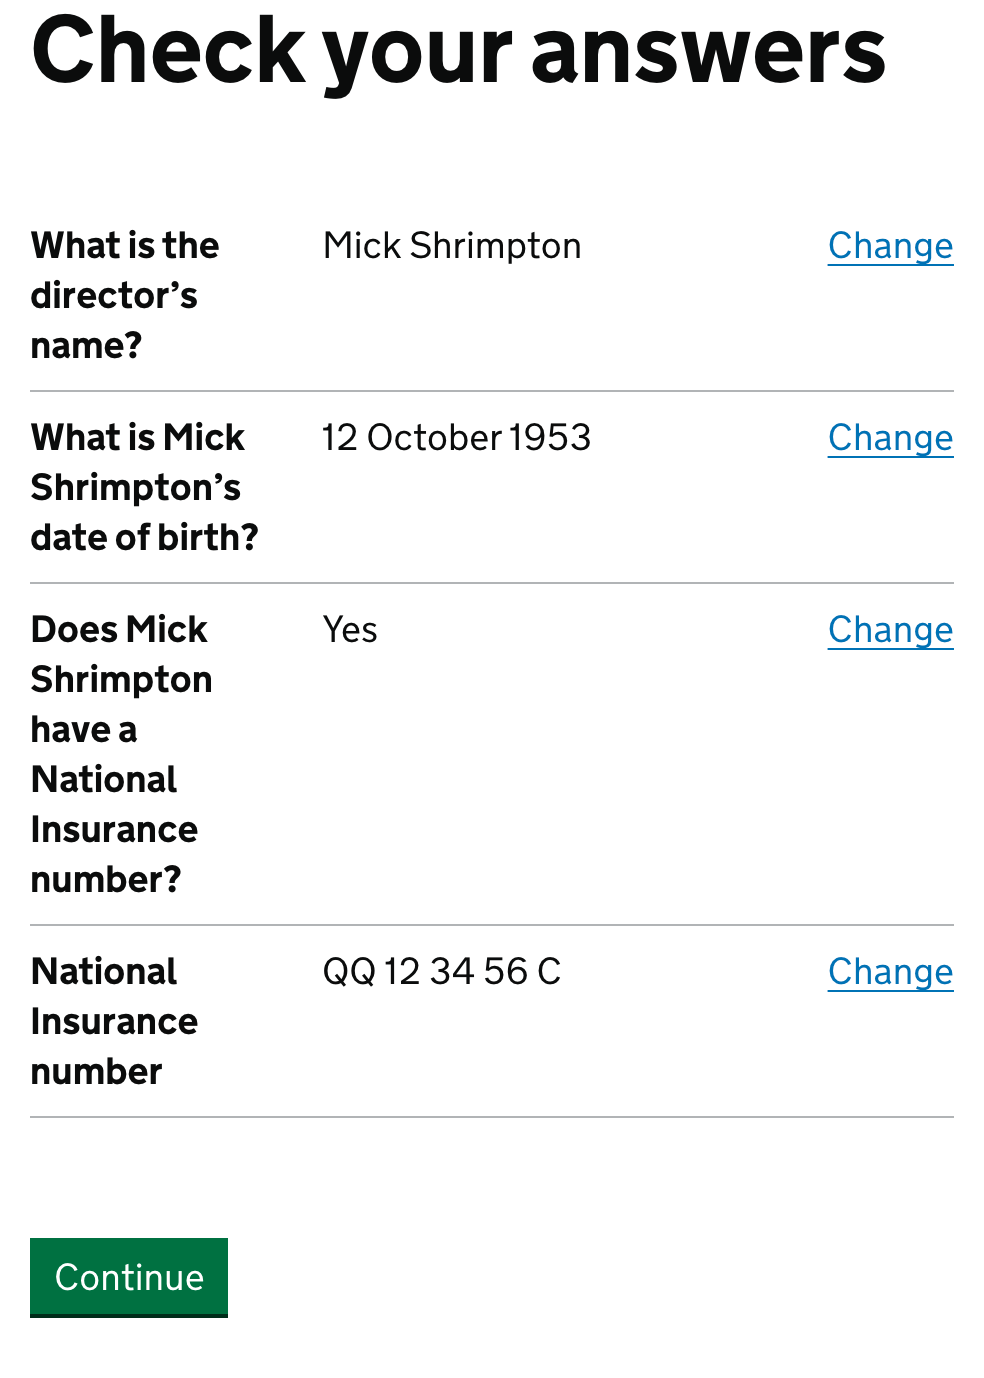 Check your answers
What is the Mick Shrimpton Change
director’s
name?
What is Mick 12 October 1953 Change
Shrimpton’s
date of birth?
Does Mick Yes Change
Shrimpton
have a
National
Insurance
number?
National QQ 12 34 56 C Change
Insurance
number
Continue